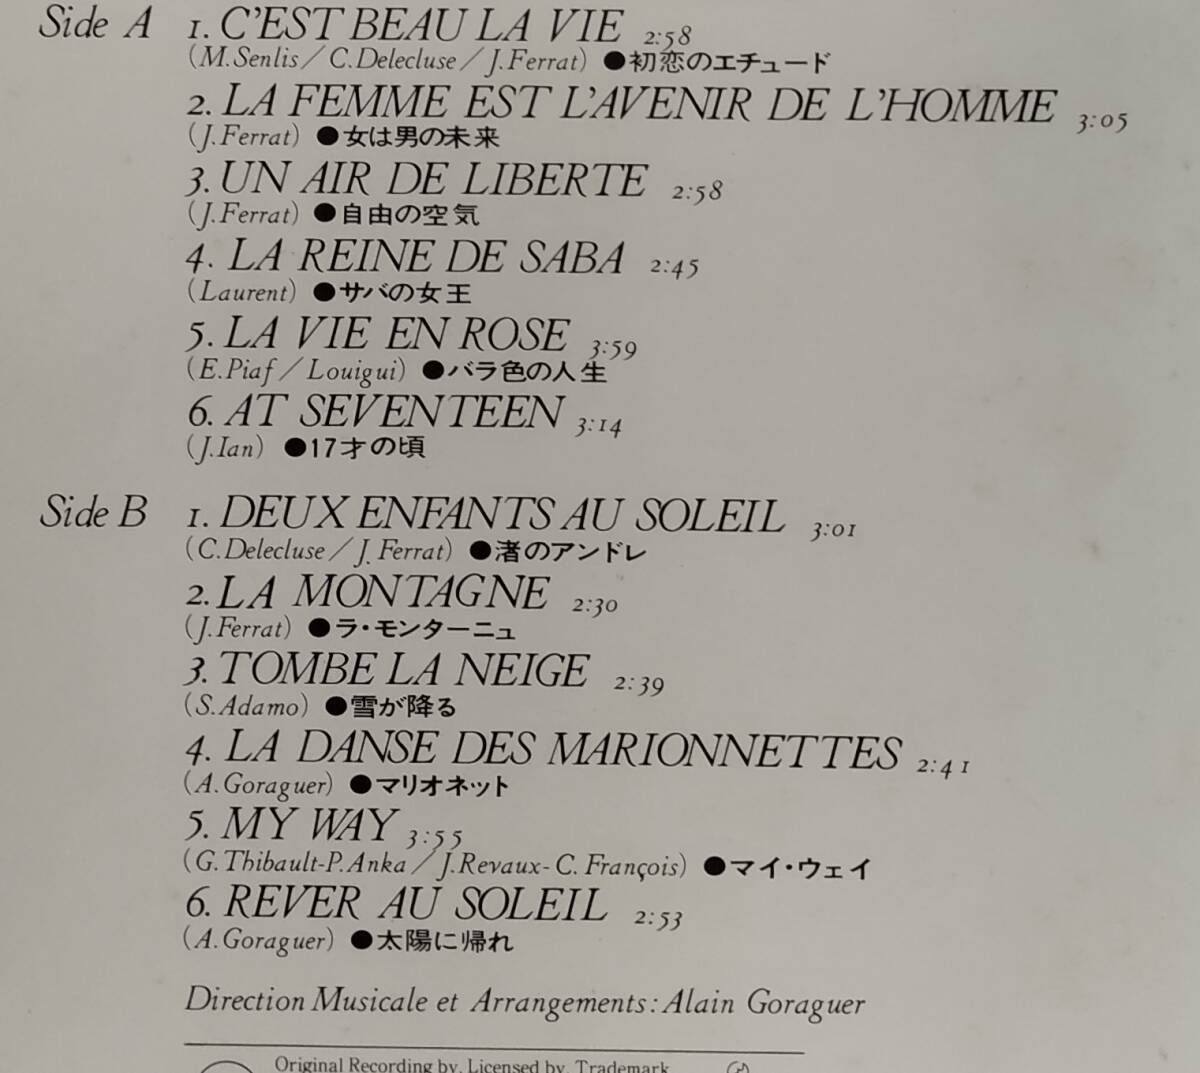 Side A 1. C'EST BEAU LA VIE 2:58
(M.Senlis/C.Delecluse/J.Ferrat) ●初恋のエチュード
2. LA FEMME EST L'AVENIR DE L'HOMME 3:05
(J.Ferrat) ●女は男の未来
3. UN AIR DE LIBERTE 2:58
(J.Ferrat) ●自由の空気
4. LA REINE DE SABA 2:45
(Laurent) ●サバの女王
5. LA VIE EN ROSE 3:59
(E.Piaf/Louigui) ●バラ色の人生
6. AT SEVENTEEN 3:14
(J.Ian) ●17才の頃
Side B 1. DEUX ENFANTS AU SOLEIL 3:01
(C.Delecluse/J.Ferrat) ●渚のアンドレ
2. LA MONTAGNE 2:30
(J.Ferrat) ●ラ・モンターニュ
3. TOMBE LA NEIGE 2:39
(S.Adamo) ●雪が降る
4. LA DANSE DES MARIONNETTES 2:41
(A.Goraguer) ●マリオネット
5. MY WAY 3:55
(G.Thibault-P.Anka/J.Revaux-C.François) ●マイ・ウェイ
6. REVER AU SOLEIL 2:53
(A.Goraguer) ●太陽に帰れ
Direction Musicale et Arrangements: Alain Goraguer
Original Recording by, Licensed by, Trademark